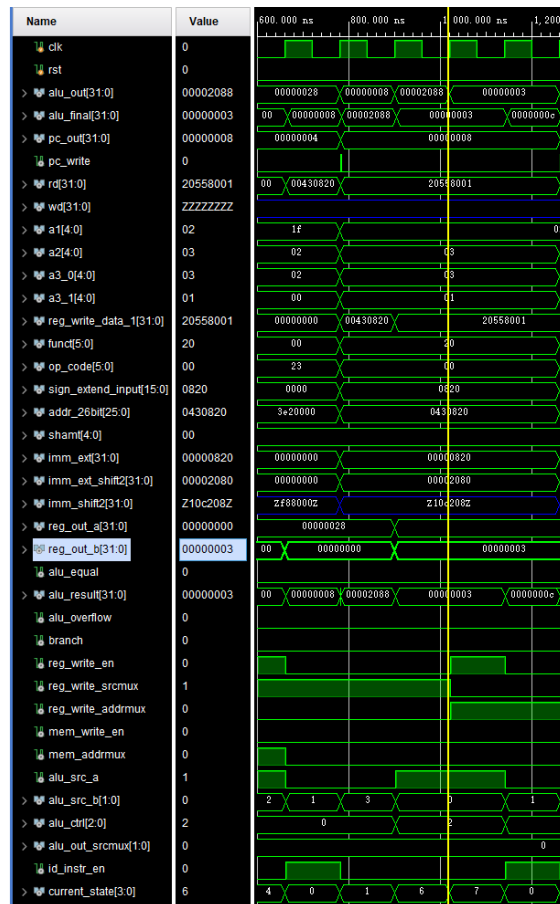 Name Value 600.000 ns 800.000 ns 1,000.000 ns 1,200
clk 0
rst 0
alu_out[31:0] 00002088 00000028 00000008 00002088 00000003
alu_final[31:0] 00000003 00 00000008 00002088 00000003 0000000c
pc_out[31:0] 00000008 00000004 00000008
pc_write 0
rd[31:0] 20558001 00 00430820 20558001
wd[31:0] ZZZZZZZZ
a1[4:0] 02 1f 0
a2[4:0] 03 02 03
a3_0[4:0] 03 02 03
a3_1[4:0] 01 00 01
reg_write_data_1[31:0] 20558001 00000000 00430820 20558001
funct[5:0] 20 00 20
op_code[5:0] 00 23 00
sign_extend_input[15:0] 0820 0000 0820
addr_26bit[25:0] 0430820 3e20000 0430820
shamt[4:0] 00
imm_ext[31:0] 00000820 00000000 00000820
imm_ext_shift2[31:0] 00002080 00000000 00002080
imm_shift2[31:0] Z10c208Z Zf88000Z Z10c208Z
reg_out_a[31:0] 00000000 00000028
reg_out_b[31:0] 00000003 00 00000000 00000003
alu_equal 0
alu_result[31:0] 00000003 00 00000008 00002088 00000003 0000000c
alu_overflow 0
branch 0
reg_write_en 0
reg_write_srcmux 1
reg_write_addrmux 0
mem_write_en 0
mem_addrmux 0
alu_src_a 1
alu_src_b[1:0] 0 2 1 3 0 1
alu_ctrl[2:0] 2 0 2
alu_out_srcmux[1:0] 0 0
id_instr_en 0
current_state[3:0] 6 4 0 1 6 7 0